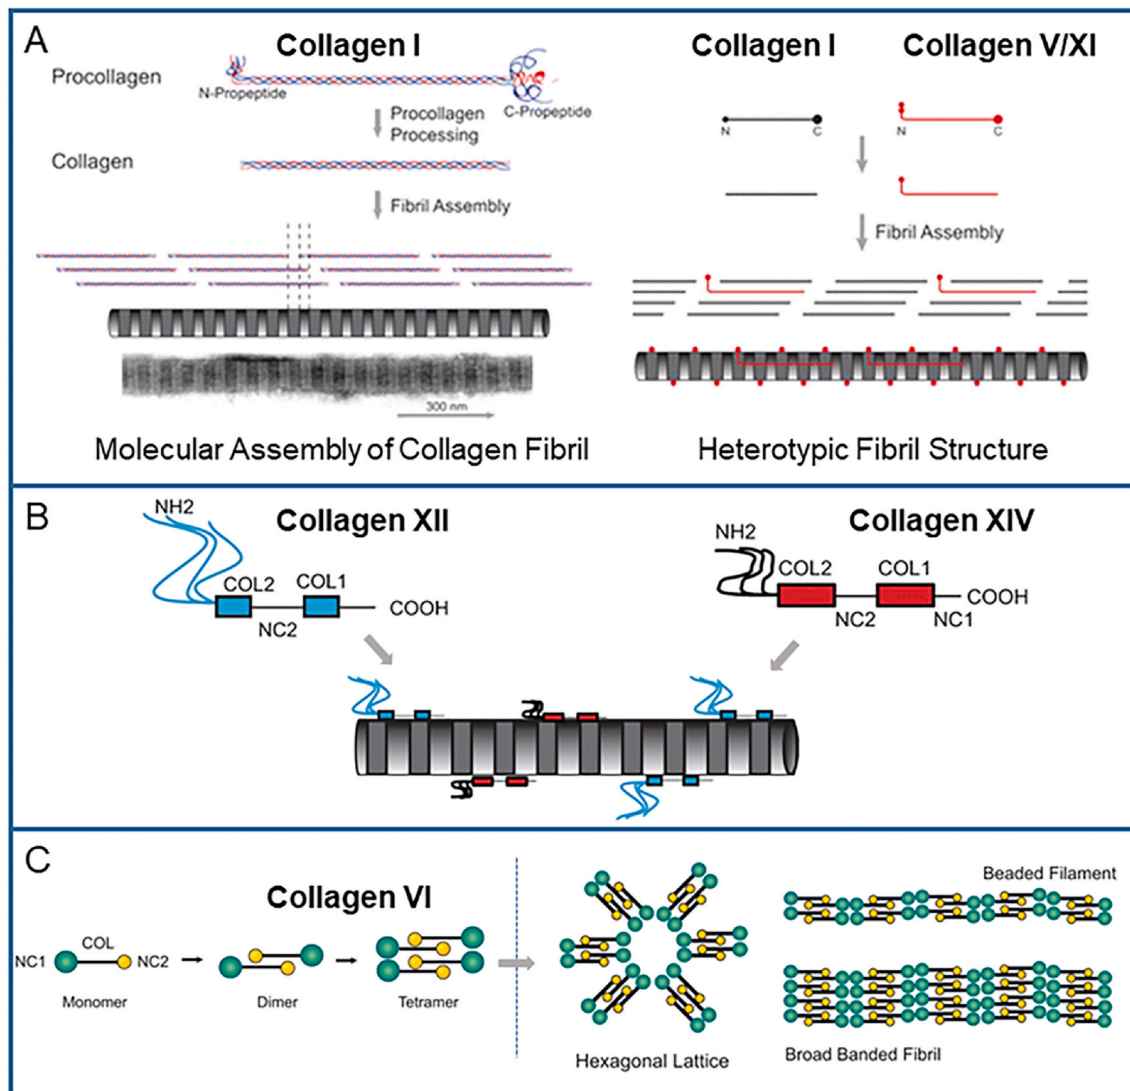 A
Collagen I
Procollagen
N-Propeptide
C-Propeptide
Procollagen
Processing
Collagen
Fibril Assembly
300 nm
Molecular Assembly of Collagen Fibril
Collagen I
Collagen V/XI
N
C
N
C
Fibril Assembly
Heterotypic Fibril Structure
B
NH2
Collagen XII
COL2
COL1
COOH
NC2
Collagen XIV
NH2
COL2
COL1
COOH
NC2
NC1
C
Collagen VI
COL
NC1
NC2
Monomer
Dimer
Tetramer
Hexagonal Lattice
Beaded Filament
Broad Banded Fibril